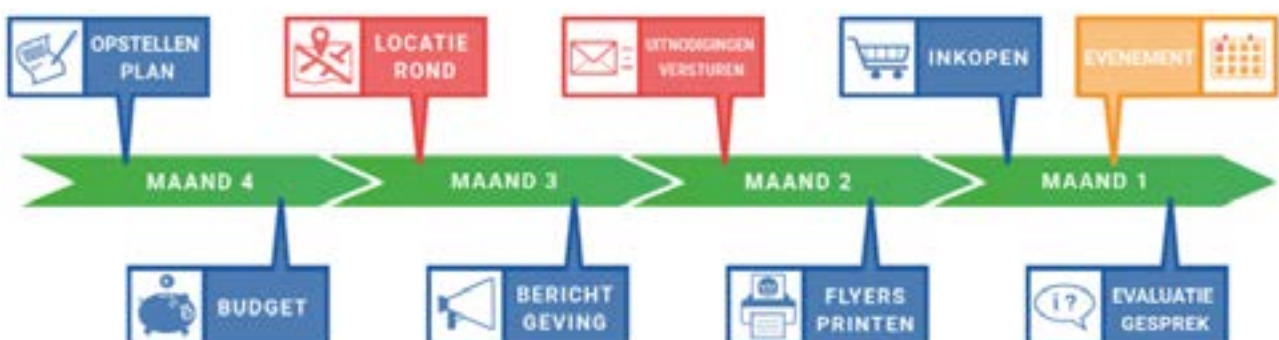 OPSTELLEN
PLAN
LOCATIE
ROND
UITNODIGINGEN
VERSTUREN
INKOPEN
EVENEMENT
MAAND 4
MAAND 3
MAAND 2
MAAND 1
BUDGET
BERICHT
GEVING
FLYERS
PRINTEN
i?
EVALUATIE
GESPREK